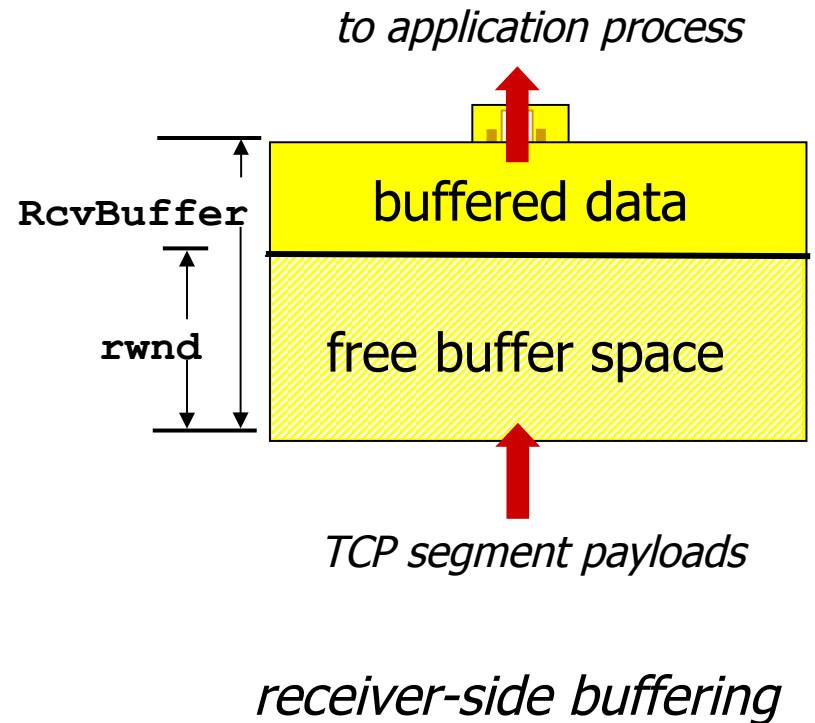 to application process
RcvBuffer
buffered data
rwnd
free buffer space
TCP segment payloads
receiver-side buffering